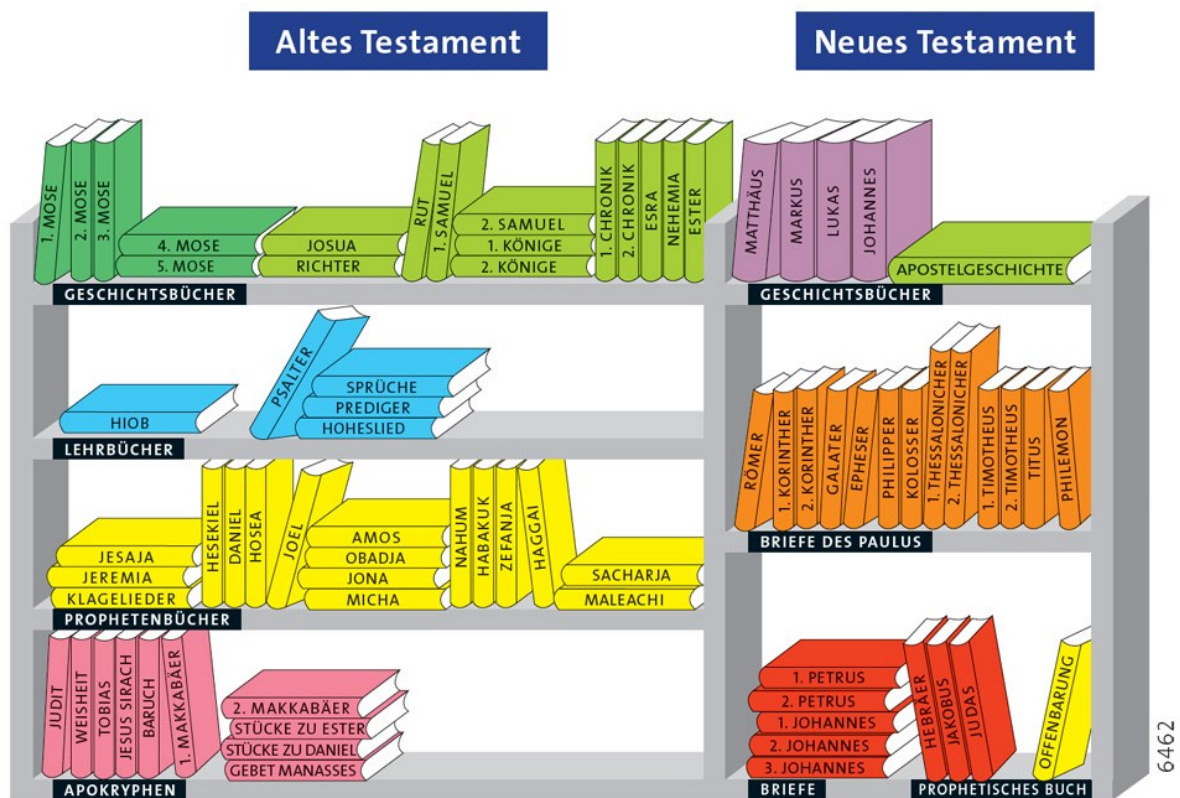 Altes Testament
Neues Testament
1. MOSE
2. MOSE
3. MOSE
4. MOSE
5. MOSE
JOSUA
RICHTER
RUT
1. SAMUEL
2. SAMUEL
1. KÖNIGE
2. KÖNIGE
1. CHRONIK
2. CHRONIK
ESRA
NEHEMIA
ESTER
GESCHICHTSBÜCHER
MATTHÄUS
MARKUS
LUKAS
JOHANNES
APOSTELGESCHICHTE
GESCHICHTSBÜCHER
HIOB
PSALTER
SPRÜCHE
PREDIGER
HOHESLIED
LEHRBÜCHER
RÖMER
1. KORINTHER
2. KORINTHER
GALATER
EPHESER
PHILIPPER
KOLOSSER
1. THESSALONICHER
2. THESSALONICHER
1. TIMOTHEUS
2. TIMOTHEUS
TITUS
PHILEMON
BRIEFE DES PAULUS
JESAJA
JEREMIA
KLAGELIEDER
HESEKIEL
DANIEL
HOSEA
JOEL
AMOS
OBADJA
JONA
MICHA
NAHUM
HABAKUK
ZEFANJA
HAGGAI
SACHARJA
MALEACHI
PROPHETENBÜCHER
JUDIT
WEISHEIT
TOBIAS
JESUS SIRACH
BARUCH
1. MAKKABÄER
2. MAKKABÄER
STÜCKE ZU ESTER
STÜCKE ZU DANIEL
GEBET MANASSES
APOKRYPHEN
1. PETRUS
2. PETRUS
1. JOHANNES
2. JOHANNES
3. JOHANNES
HEBRÄER
JAKOBUS
JUDAS
BRIEFE
OFFENBARUNG
PROPHETISCHES BUCH
6462